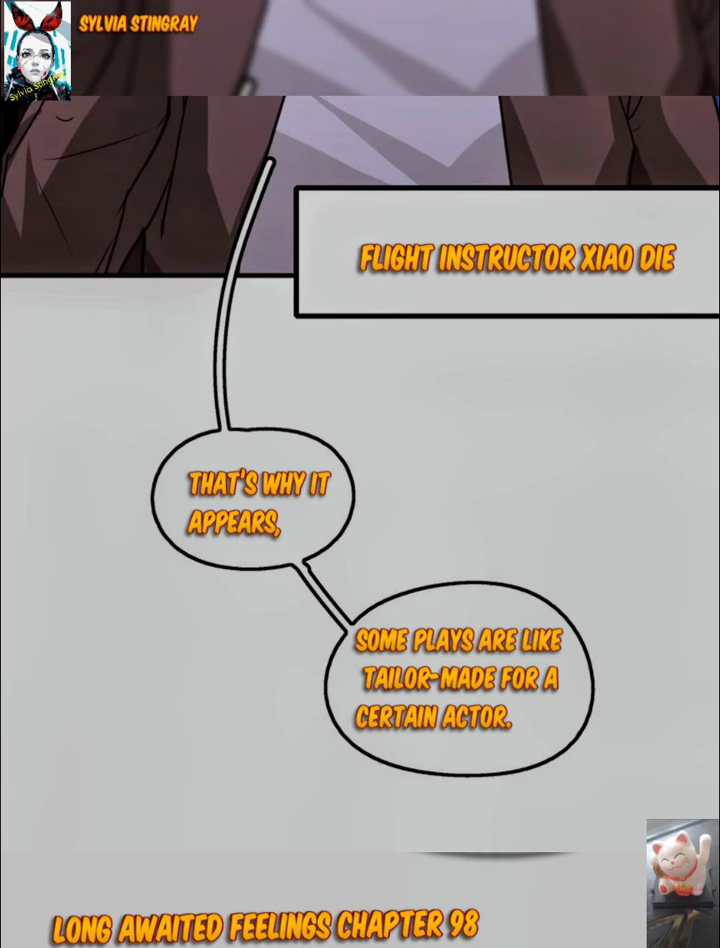 SYLVIA STINGRAY
Sylvia Stingray
FLIGHT INSTRUCTOR XIAO DIE
THAT'S WHY IT
APPEARS,
SOME PLAYS ARE LIKE
TAILOR-MADE FOR A
CERTAIN ACTOR.
LONG AWAITED FEELINGS CHAPTER 98